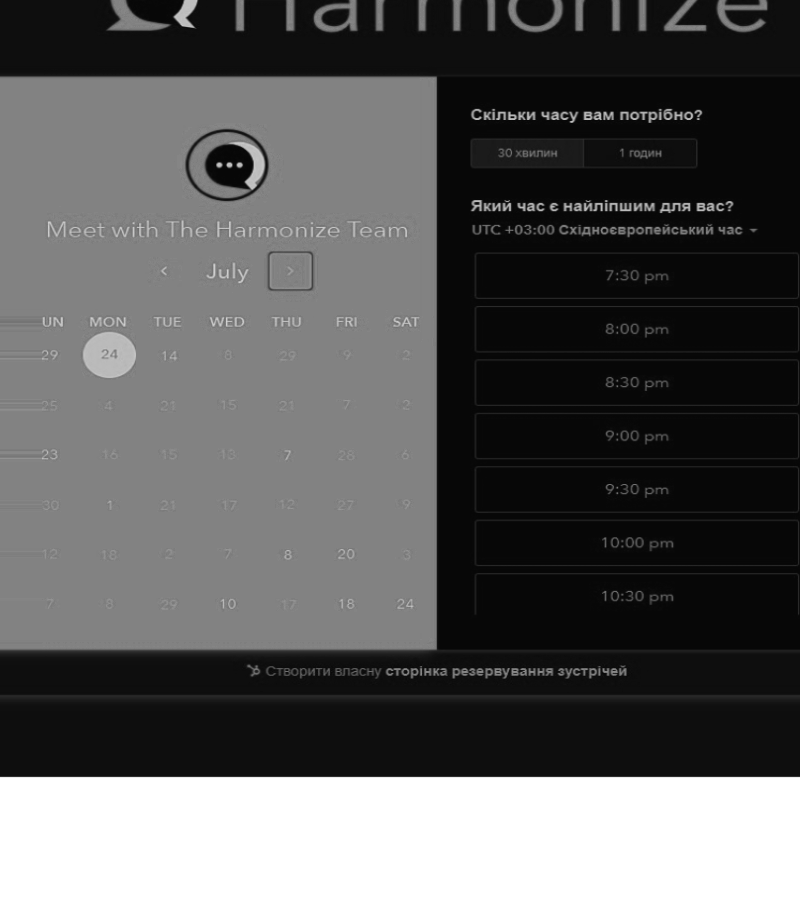 Harmonize
Meet with The Harmonize Team
July
UN MON TUE WED THU FRI SAT
29 24 14 8 29 9 2
25 4 21 15 21 7 2
23 16 15 13 7 28 6
30 1 21 17 12 27 9
12 18 2 7 8 20 3
7 8 29 10 17 18 24
Скільки часу вам потрібно?
30 хвилин 1 годин
Який час є найліпшим для вас?
UTC +03:00 Східноєвропейський час
7:30 pm
8:00 pm
8:30 pm
9:00 pm
9:30 pm
10:00 pm
10:30 pm
Створити власну сторінка резервування зустрічей